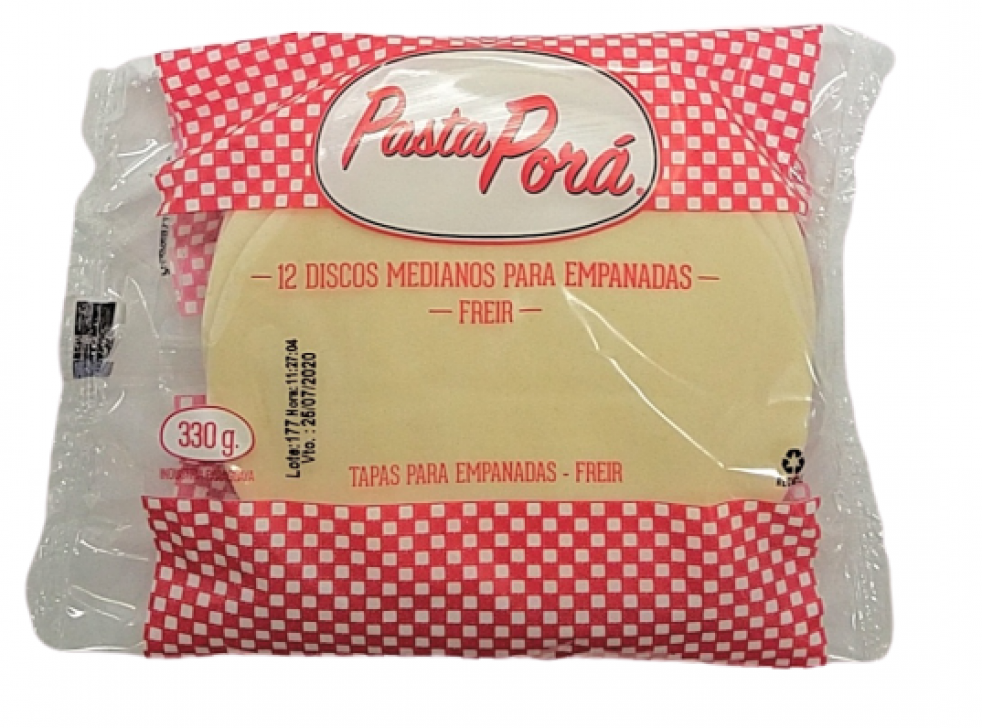 Pasta Porá
— 12 DISCOS MEDIANOS PARA EMPANADAS —
— FREIR —
Lote:177 Hora:11:27:04
Vto. : 25/07/2020
330 g.
TAPAS PARA EMPANADAS - FREIR